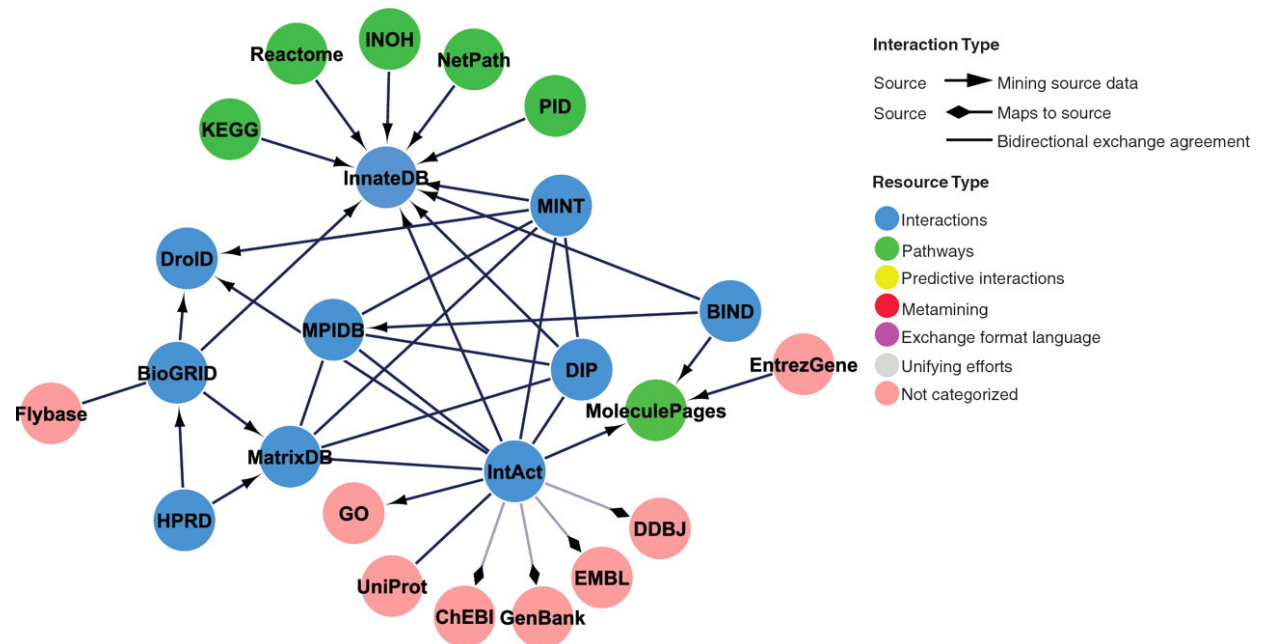 INOH
Reactome
NetPath
PID
KEGG
InnateDB
MINT
DroID
MPIDB
BIND
BioGRID
DIP
EntrezGene
Flybase
MoleculePages
MatrixDB
IntAct
HPRD
GO
DDBJ
UniProt
EMBL
ChEBI
GenBank
Interaction Type
Source Mining source data
Source Maps to source
Bidirectional exchange agreement
Resource Type
Interactions
Pathways
Predictive interactions
Metamining
Exchange format language
Unifying efforts
Not categorized